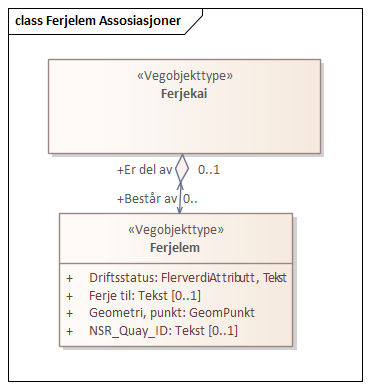 class Ferjelem Assosiasjoner
«Vegobjekttype»
Ferjekai
+Er del av 0..1
+Består av 0..
«Vegobjekttype»
Ferjelem
+ Driftsstatus: FlerverdiAttributt, Tekst
+ Ferje til: Tekst [0..1]
+ Geometri, punkt: GeomPunkt
+ NSR_Quay_ID: Tekst [0..1]